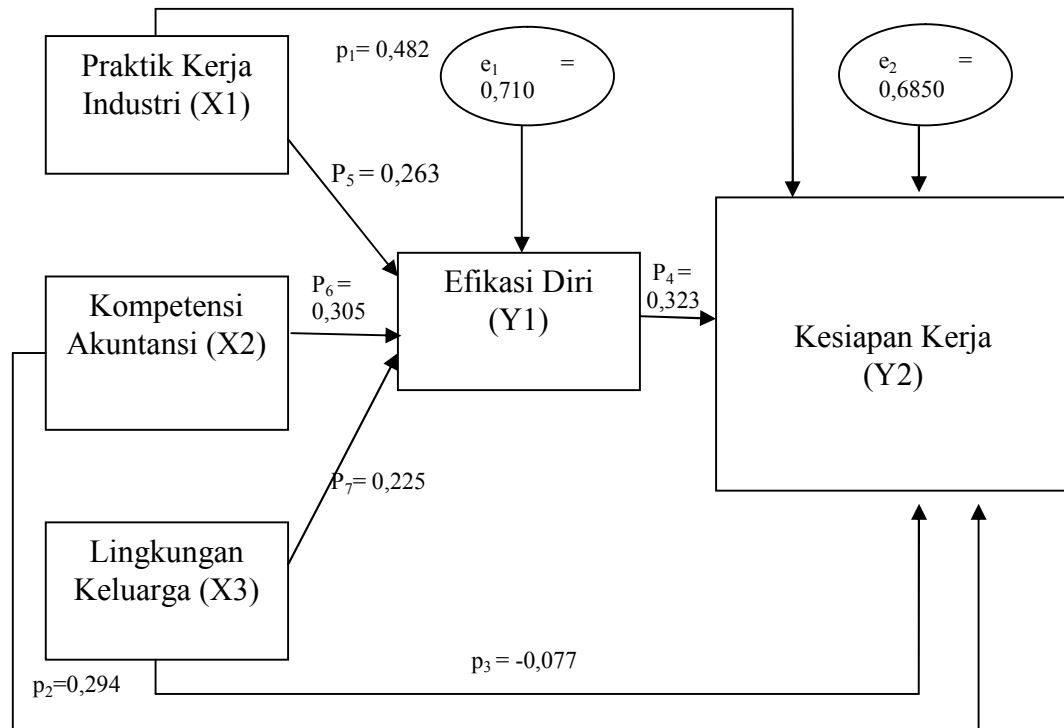 Praktik Kerja
Industri (X1)
p₁= 0,482
e₁ =
0,710
e₂ =
0,6850
P₅ = 0,263
Kompetensi
Akuntansi (X2)
P₆ =
0,305
Efikasi Diri
(Y1)
P₄ =
0,323
Kesiapan Kerja
(Y2)
P₇= 0,225
Lingkungan
Keluarga (X3)
p₃ = -0,077
p₂=0,294